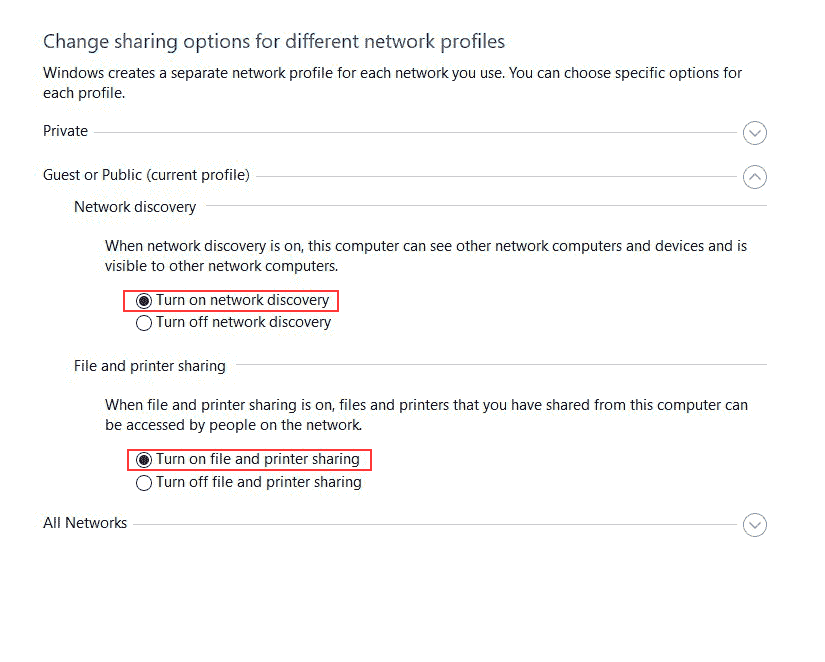 Change sharing options for different network profiles
Windows creates a separate network profile for each network you use. You can choose specific options for
each profile.
Private
Guest or Public (current profile)
Network discovery
When network discovery is on, this computer can see other network computers and devices and is
visible to other network computers.
Turn on network discovery
Turn off network discovery
File and printer sharing
When file and printer sharing is on, files and printers that you have shared from this computer can
be accessed by people on the network.
Turn on file and printer sharing
Turn off file and printer sharing
All Networks